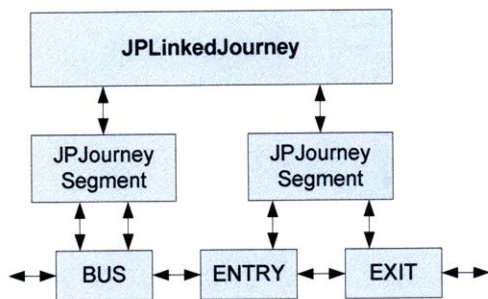 JPLinkedJourney
JPJourney
Segment
JPJourney
Segment
BUS
ENTRY
EXIT